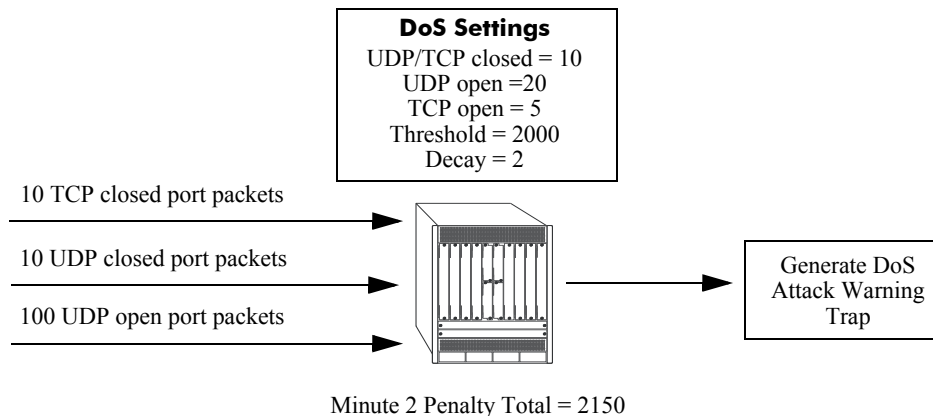 DoS Settings
UDP/TCP closed = 10
UDP open =20
TCP open = 5
Threshold = 2000
Decay = 2
10 TCP closed port packets
10 UDP closed port packets
100 UDP open port packets
Generate DoS
Attack Warning
Trap
Minute 2 Penalty Total = 2150